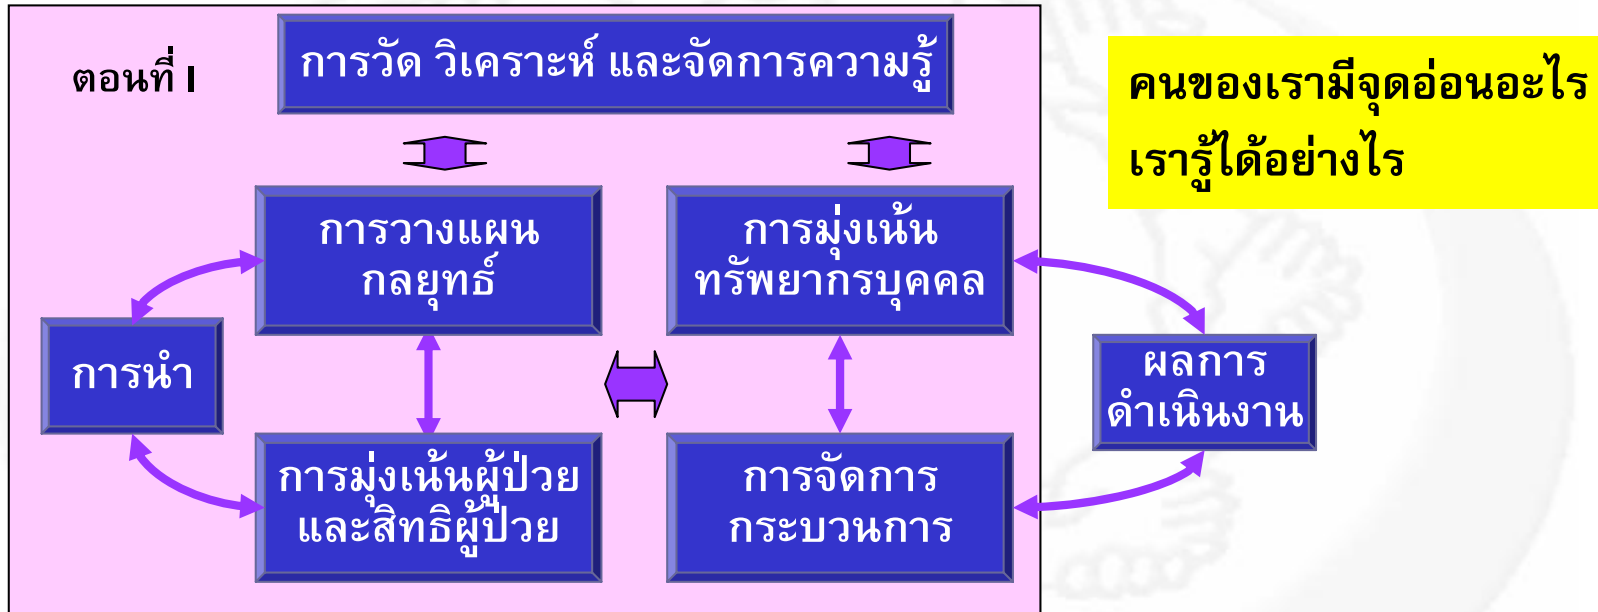 ตอนที่ I
การวัด วิเคราะห์ และจัดการความรู้
คนของเรามีจุดอ่อนอะไร
เรารู้ได้อย่างไร
การวางแผน
กลยุทธ์
การมุ่งเน้น
ทรัพยากรบุคคล
การนำ
ผลการ
ดำเนินงาน
การมุ่งเน้นผู้ป่วย
และสิทธิผู้ป่วย
การจัดการ
กระบวนการ